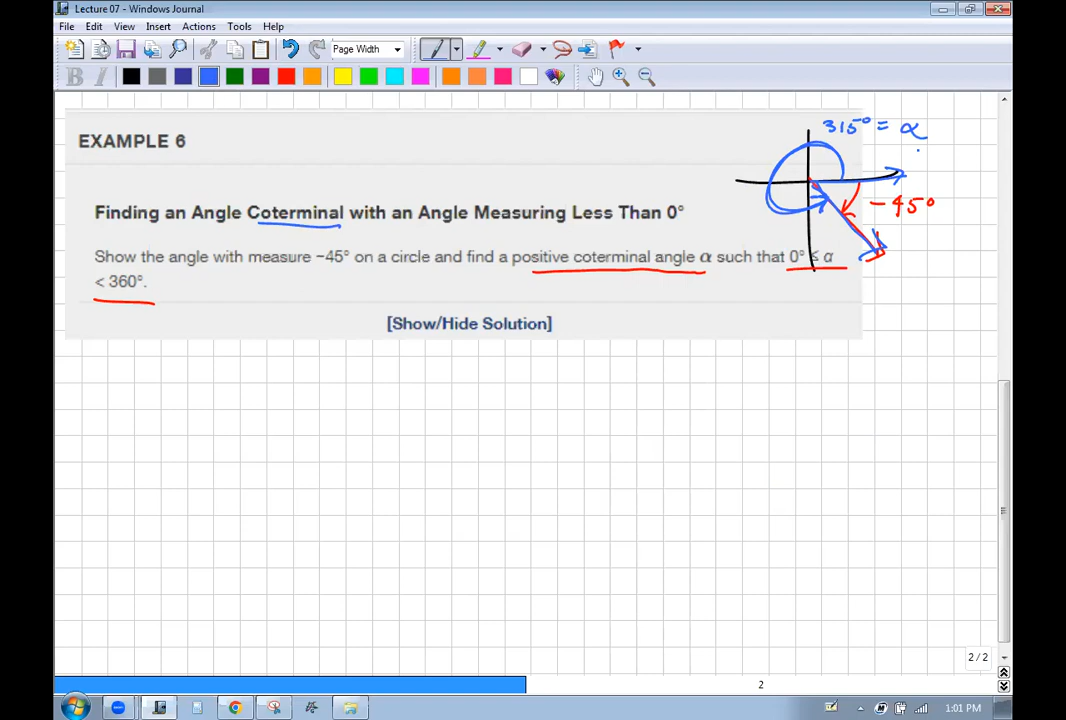 Lecture 07 - Windows Journal
File Edit View Insert Actions Tools Help
Page Width
B I
EXAMPLE 6
315° = α
Finding an Angle Coterminal with an Angle Measuring Less Than 0°
-45°
Show the angle with measure −45° on a circle and find a positive coterminal angle α such that 0° ≤ α
< 360°.
[Show/Hide Solution]
2 / 2
2
1:01 PM